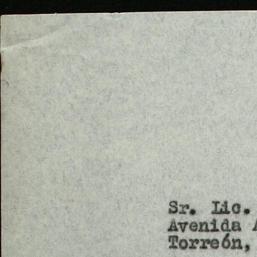 Sr. Lic.
Avenida A
Torreón,